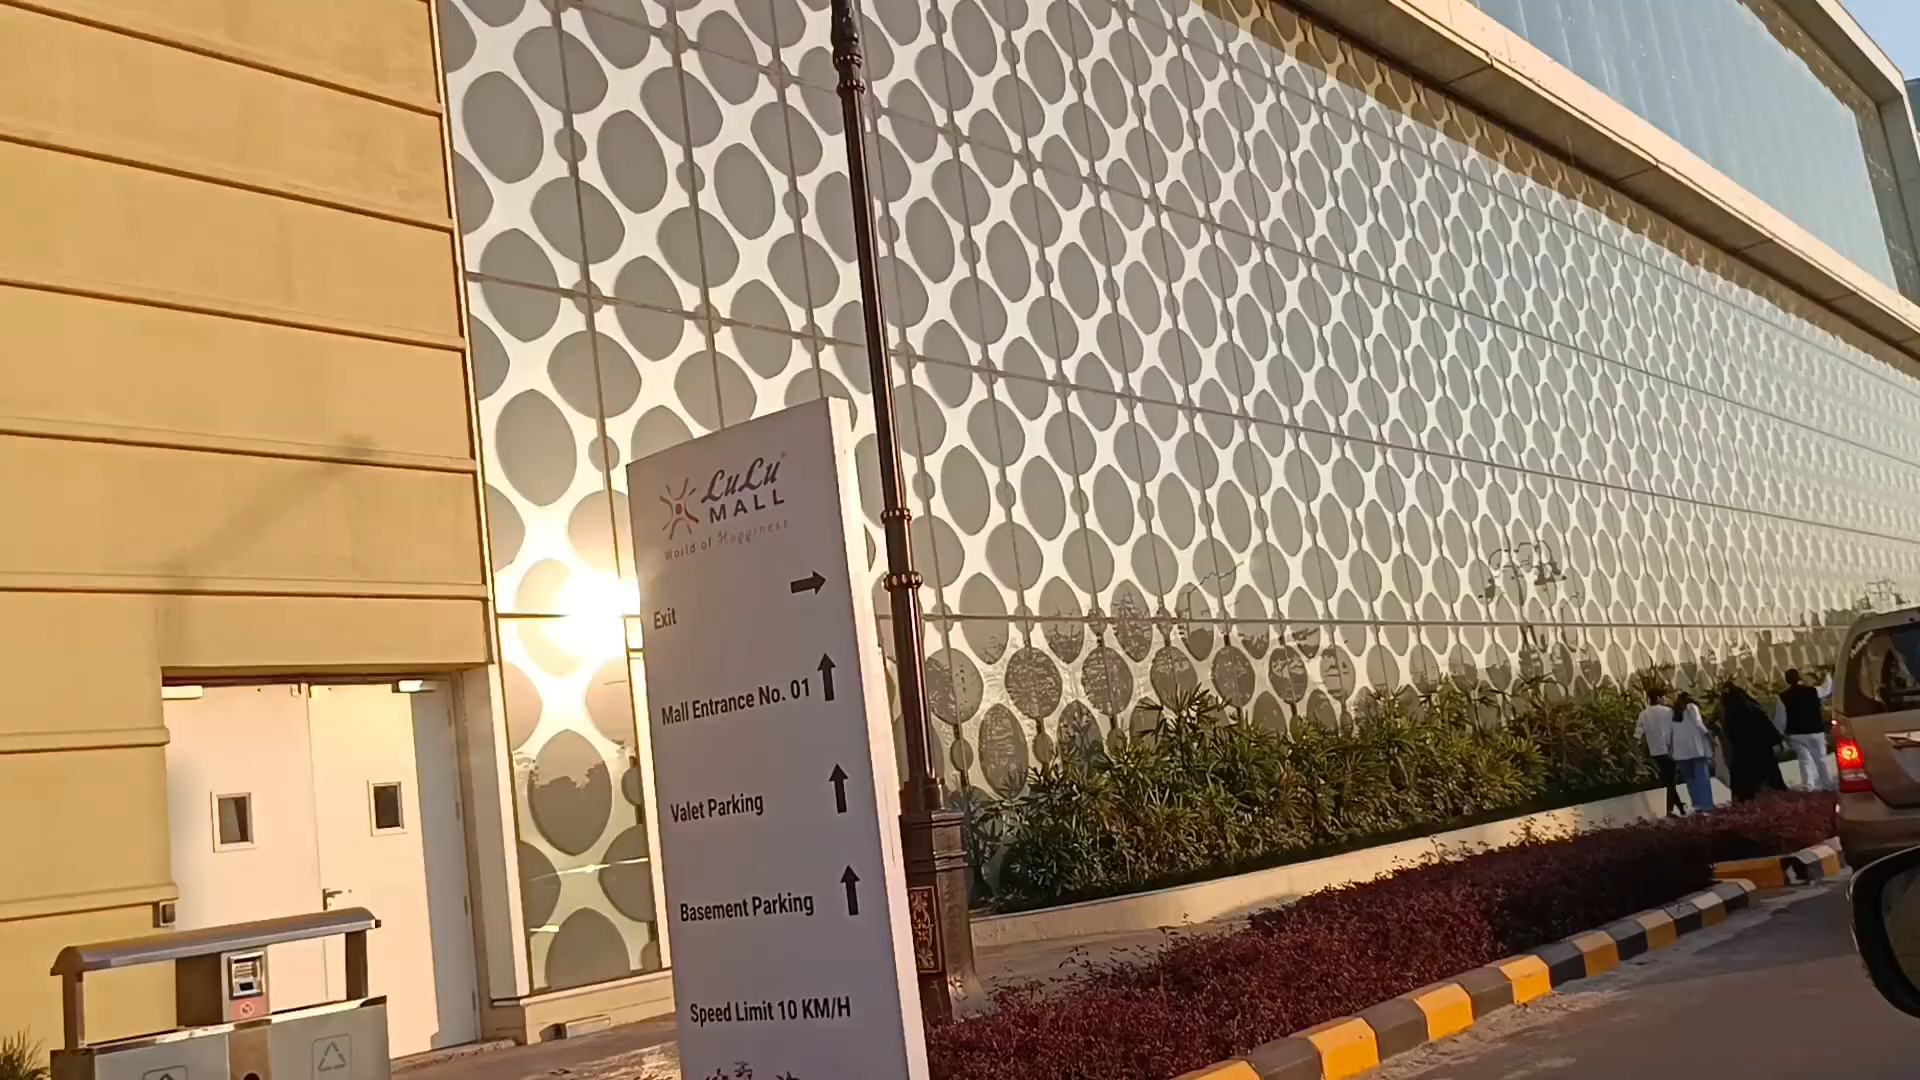 LuLu
MALL
World of Happiness
Exit
Mall Entrance No. 01
Valet Parking
Basement Parking
Speed Limit 10 KM/H